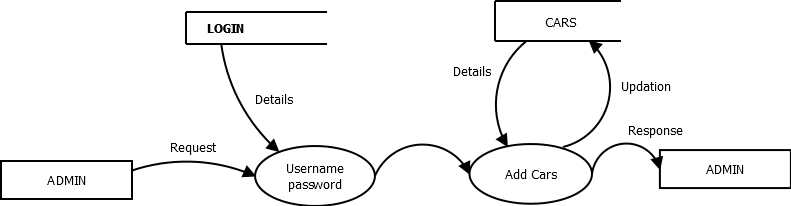 LOGIN
CARS
Details
Details
Updation
Request
Response
Username
password
Add Cars
ADMIN
ADMIN